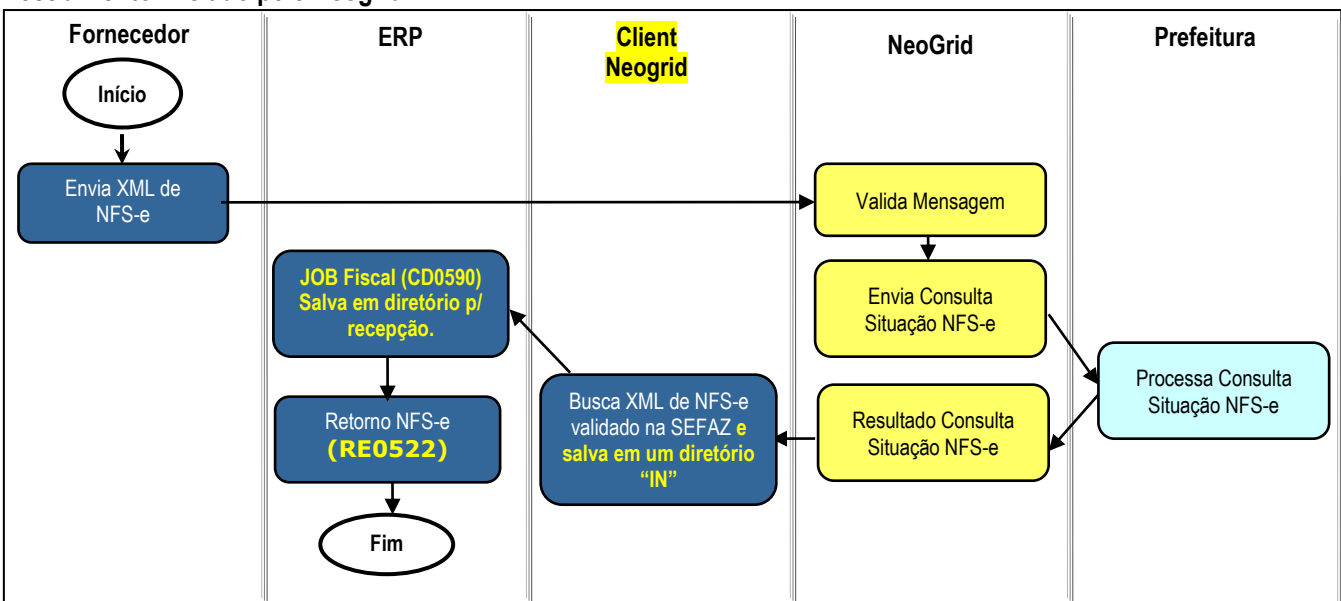 Fornecedor
ERP
Client
Neogrid
NeoGrid
Prefeitura
Início
Envia XML de
NFS-e
Valida Mensagem
JOB Fiscal (CD0590)
Salva em diretório p/
recepção.
Envia Consulta
Situação NFS-e
Processa Consulta
Situação NFS-e
Retorno NFS-e
(RE0522)
Busca XML de NFS-e
validado na SEFAZ e
salva em um diretório
“IN”
Resultado Consulta
Situação NFS-e
Fim